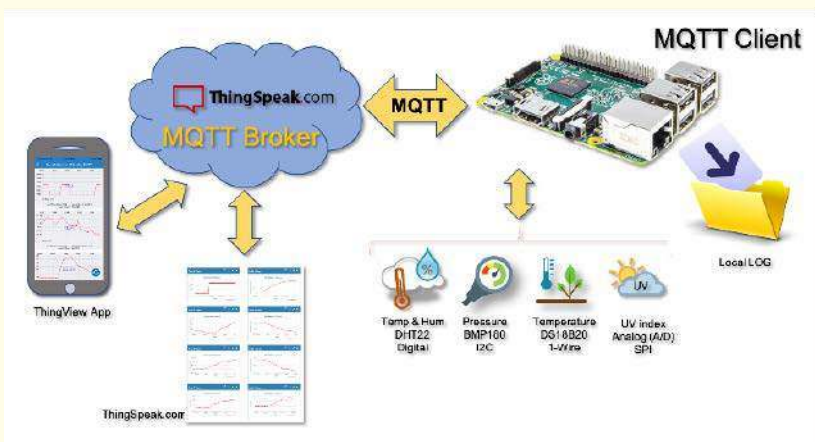 MQTT Client
ThingSpeak.com
MQTT Broker
MQTT
ThingView App
Local LOG
%
UV
Temp & Hum
DHT22
Digital
Pressure
BMP180
I2C
Temperature
DS18B20
1-Wire
UV index
Analog (A/D)
SPI
ThingSpeak.com